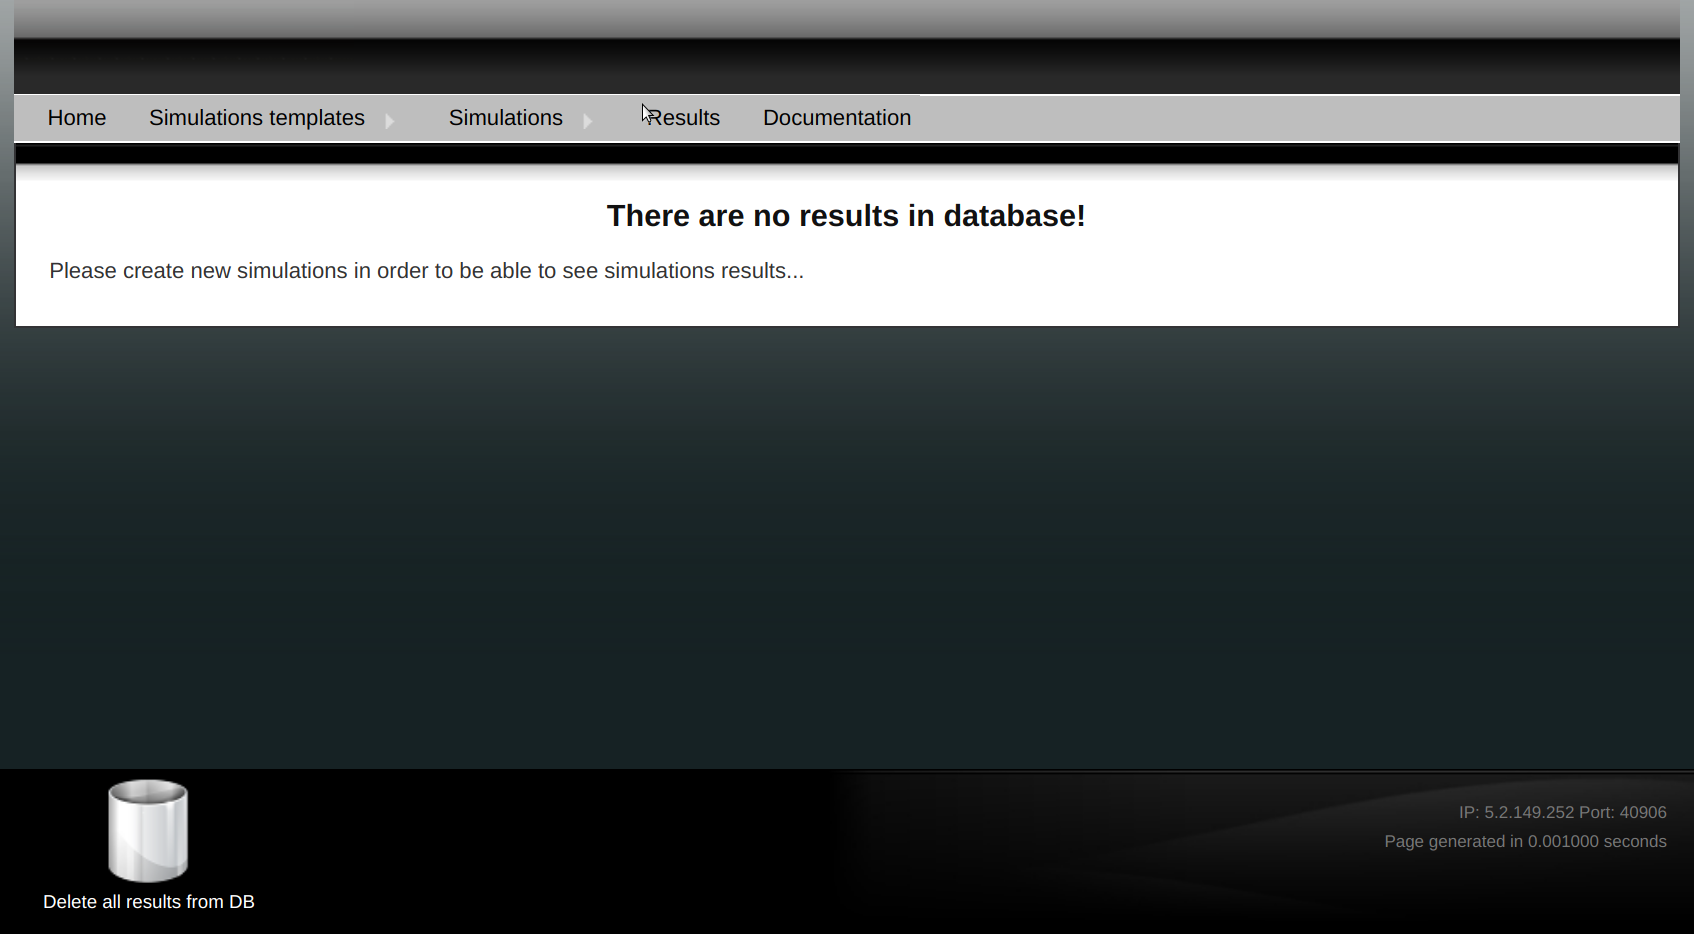 Home Simulations templates Simulations Results Documentation
There are no results in database!
Please create new simulations in order to be able to see simulations results...
IP: 5.2.149.252 Port: 40906
Page generated in 0.001000 seconds
Delete all results from DB